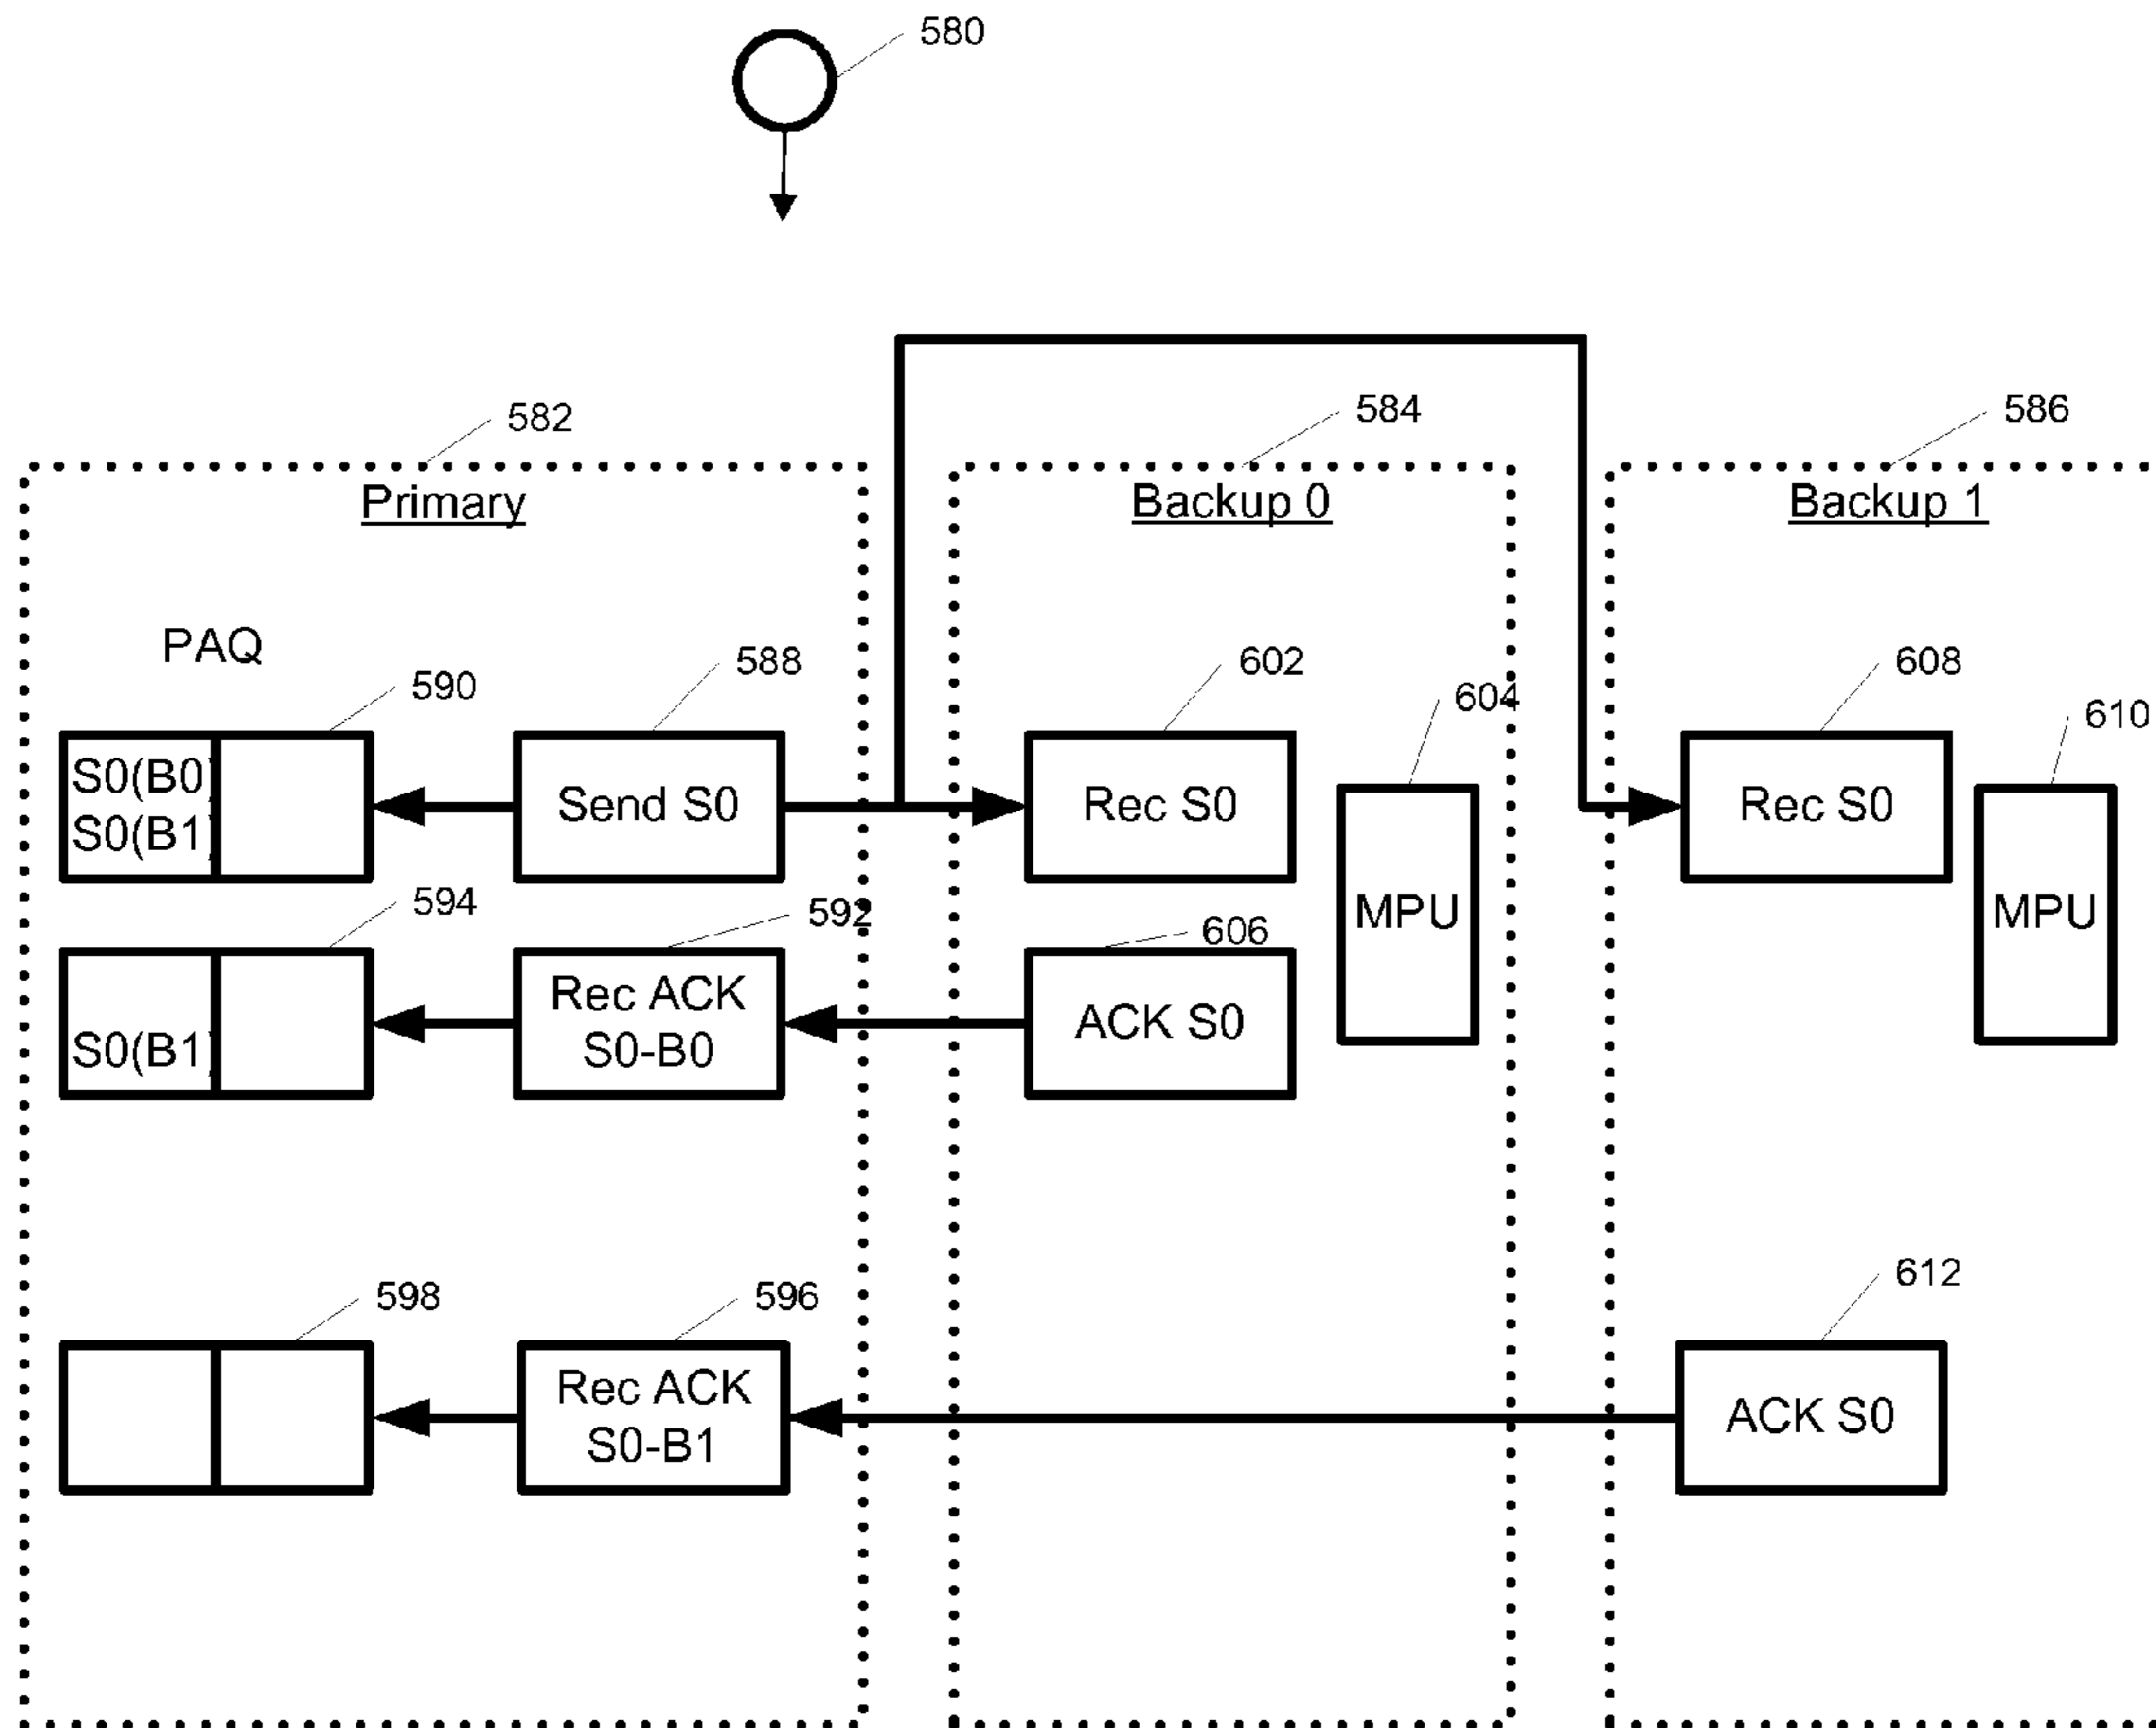 580
582
584
586
Primary
Backup 0
Backup 1
PAQ
590
588
602
604
608
610
S0(B0)
S0(B1)
Send S0
Rec S0
MPU
Rec S0
MPU
594
592
606
S0(B1)
Rec ACK
S0-B0
ACK S0
598
596
612
Rec ACK
S0-B1
ACK S0